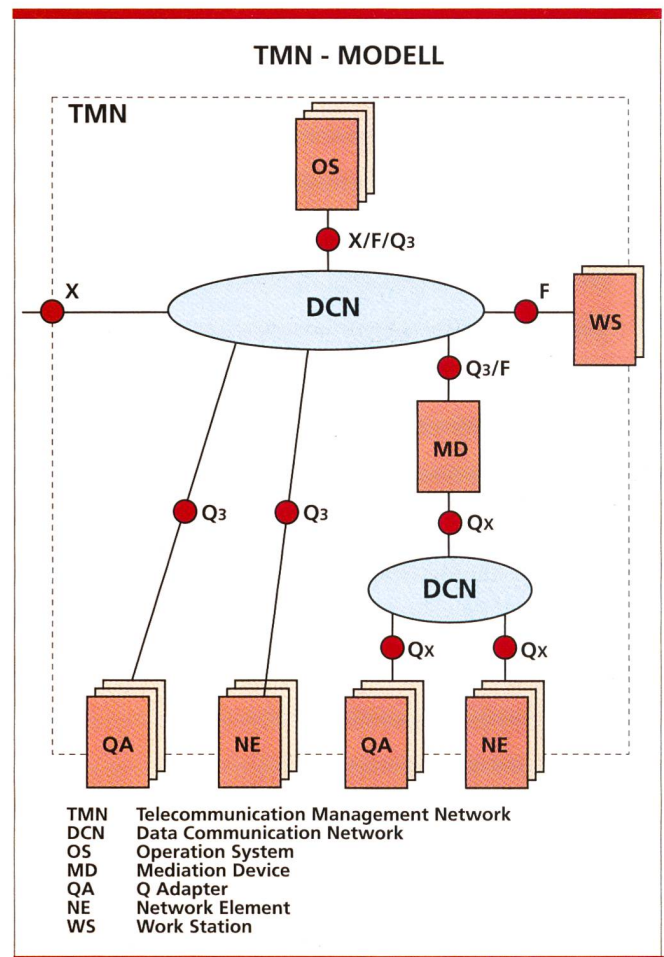 TMN - MODELL
TMN
OS
X/F/Q3
X
DCN
F
WS
Q3/F
MD
Q3
Q3
Qx
DCN
Qx
Qx
QA
NE
QA
NE
TMN Telecommunication Management Network
DCN Data Communication Network
OS Operation System
MD Mediation Device
QA Q Adapter
NE Network Element
WS Work Station